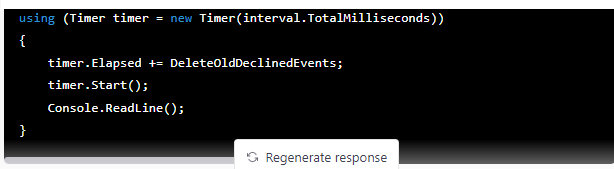 using (Timer timer = new Timer(interval.TotalMilliseconds))
{
timer.Elapsed += DeleteOldDeclinedEvents;
timer.Start();
Console.ReadLine();
}
Regenerate response